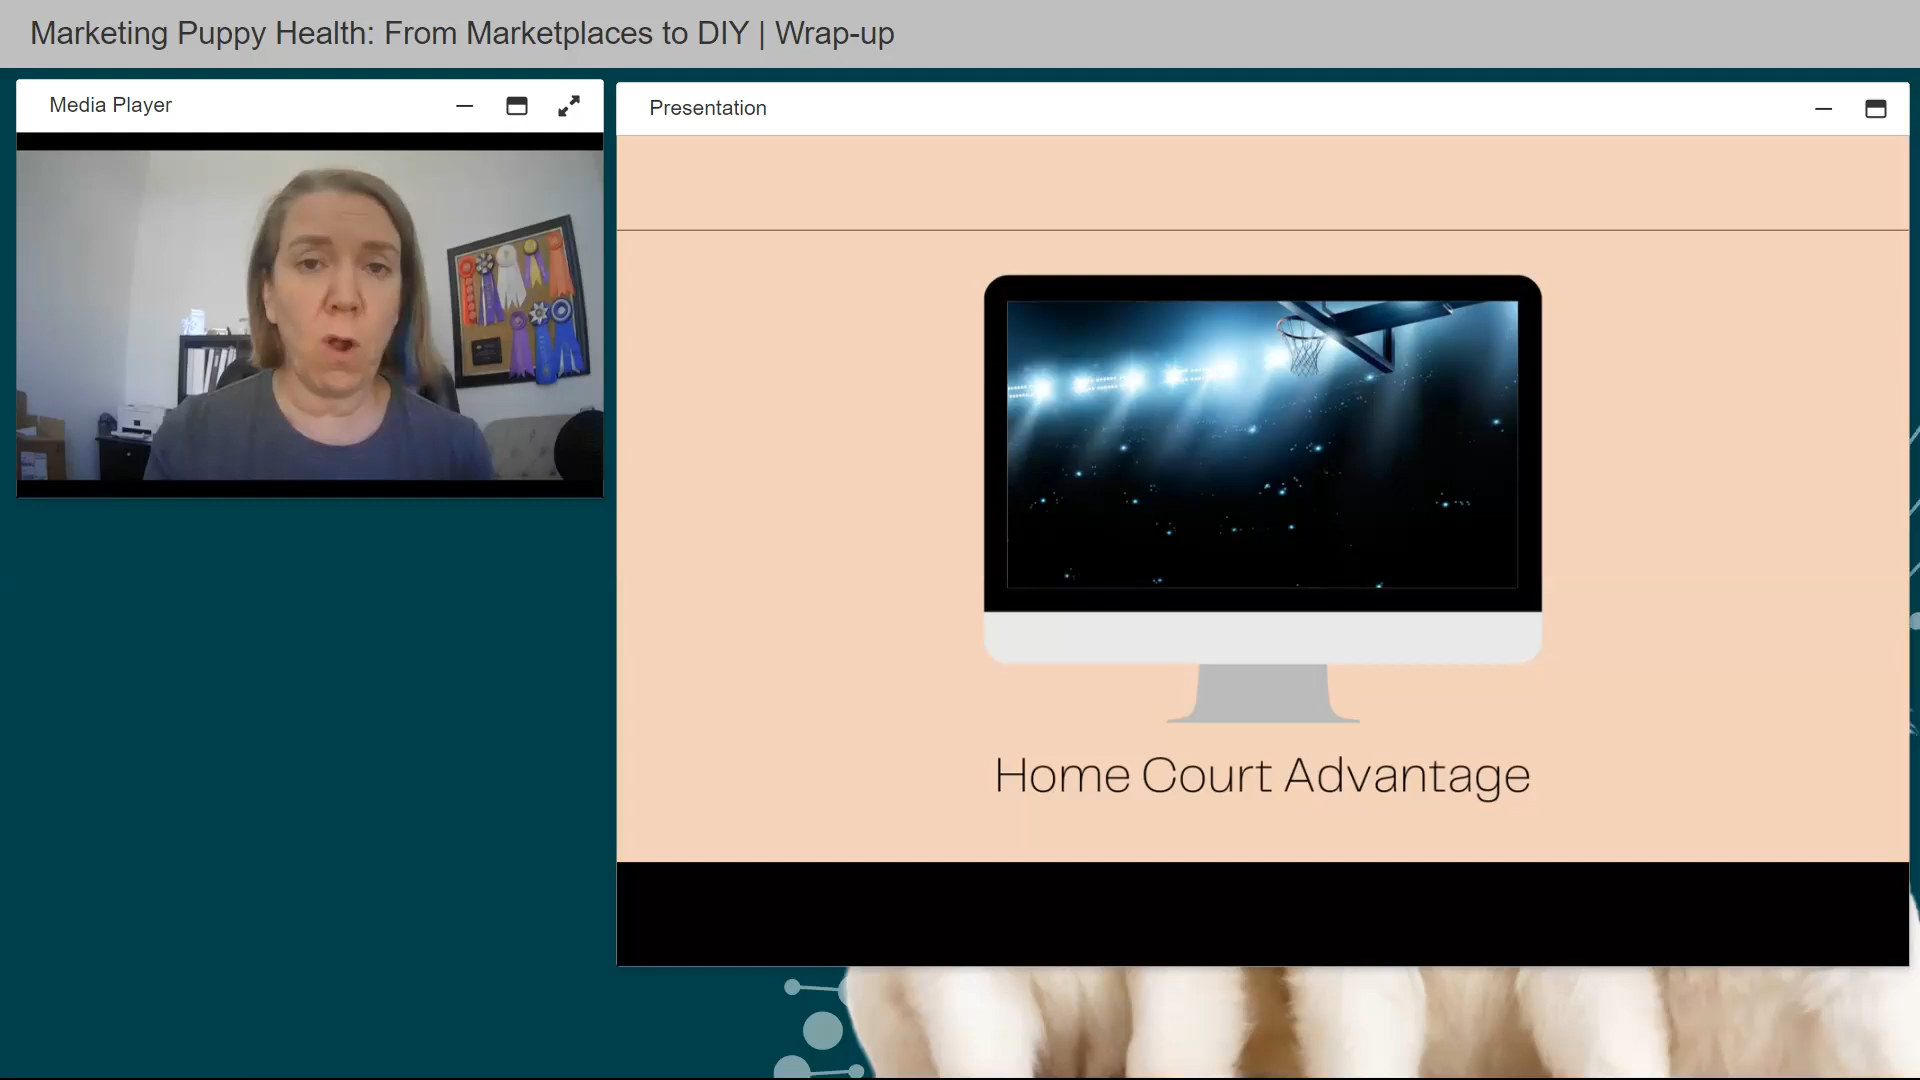 Marketing Puppy Health: From Marketplaces to DIY | Wrap-up
Media Player
Presentation
Home Court Advantage